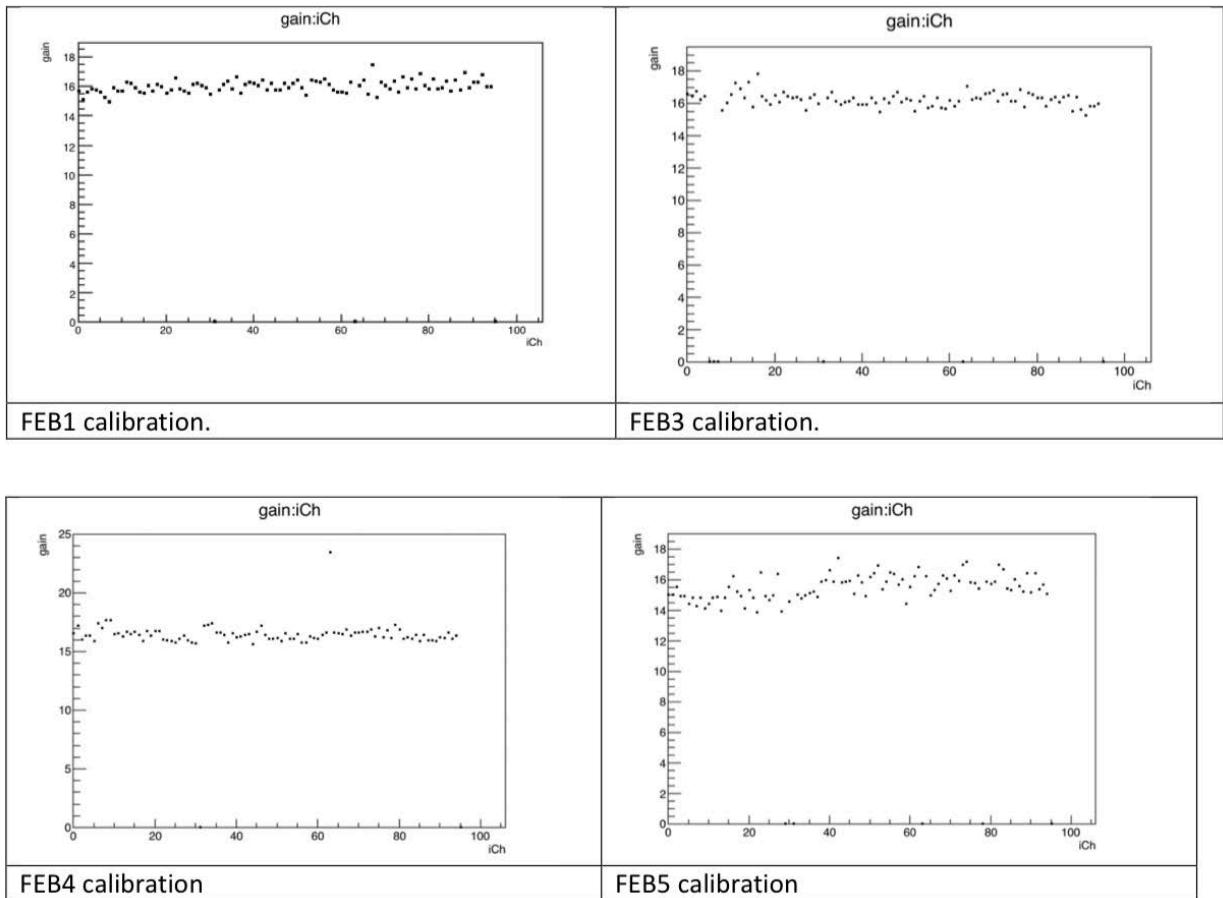 gain:iCh
gain
18
16
14
12
10
8
6
4
2
0
0 20 40 60 80 100
iCh
FEB1 calibration.
gain:iCh
gain
18
16
14
12
10
8
6
4
2
0
0 20 40 60 80 100
iCh
FEB3 calibration.
gain:iCh
gain
25
20
15
10
5
0
0 20 40 60 80 100
iCh
FEB4 calibration
gain:iCh
gain
18
16
14
12
10
8
6
4
2
0
0 20 40 60 80 100
iCh
FEB5 calibration